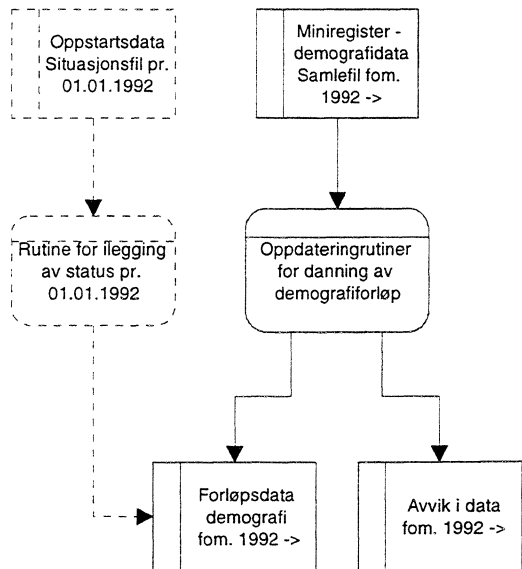 Oppstartsdata
Situasjonsfil pr.
01.01.1992
Miniregister -
demografidata
Samlefil fom.
1992 ->
Rutine for ilegging
av status pr.
01.01.1992
Oppdateringrutiner
for danning av
demografiforløp
Forløpsdata
demografi
fom. 1992 ->
Avvik i data
fom. 1992 ->